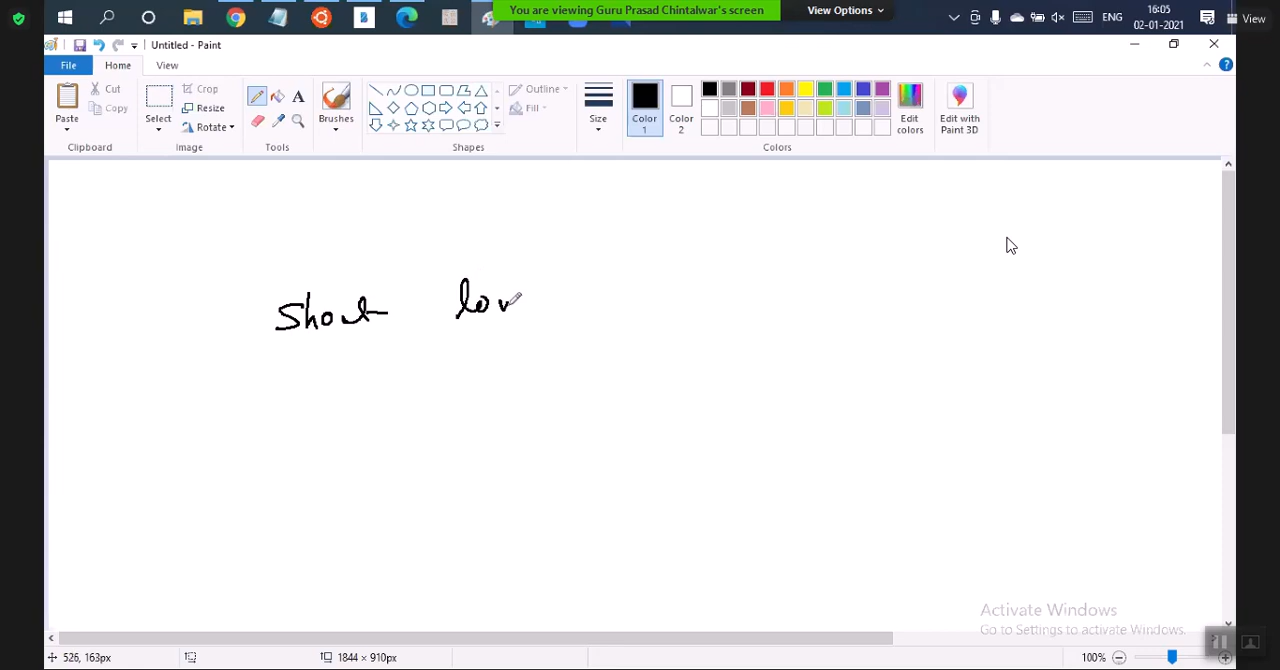 You are viewing Guru Prasad Chintalwar's screen
View Options
ENG
16:05
02-01-2021
View
Untitled - Paint
File
Home
View
Paste
Cut
Copy
Clipboard
Select
Crop
Resize
Rotate
Image
A
Tools
Brushes
Shapes
Outline
Fill
Size
Color 1
Color 2
Edit colors
Colors
Edit with Paint 3D
Short
lon
Activate Windows
Go to Settings to activate Windows.
526, 163px
1844 × 910px
100%